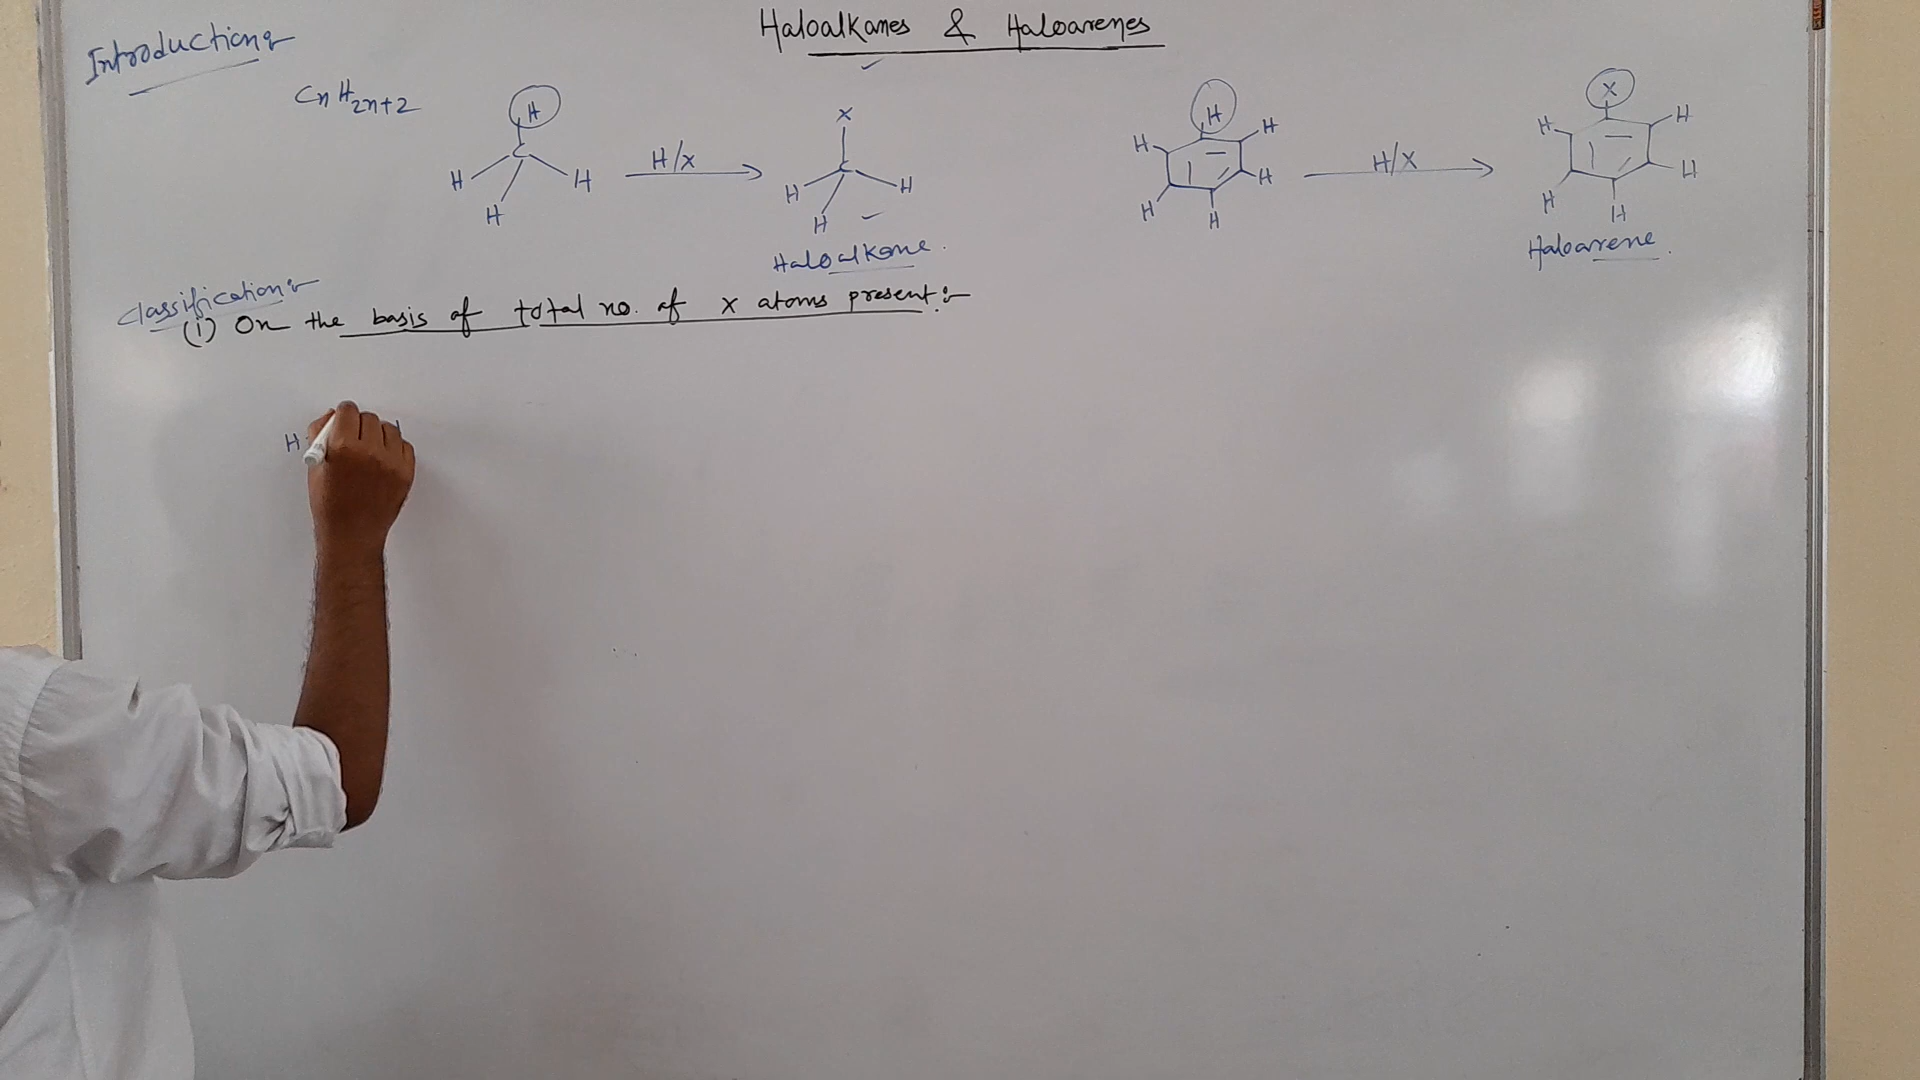 Haloalkanes & Haloarenes
Introduction:-
CnH2n+2
H
C
H H
H
H/X
X
C
H H
H
Haloalkane.
H
H H
H H
H
H/X
X
H H
H H
H
Haloarene.
Classification:-
(i) On the basis of total no. of X atoms present:-
H